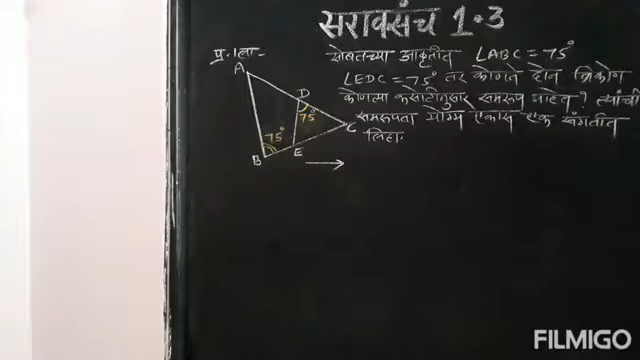 सरावसंच 1.3
प्र. 1ला- सोबतच्या आकृतीत ∠ABC = 75°
∠EDC = 75° तर कोणते दोन त्रिकोण
कोणत्या कसोटीनुसार समरूप आहेत? त्यांची
समरूपता योग्य एकास एक संगतीत
लिहा.
A
D
75°
C
75°
B
E
FILMIGO